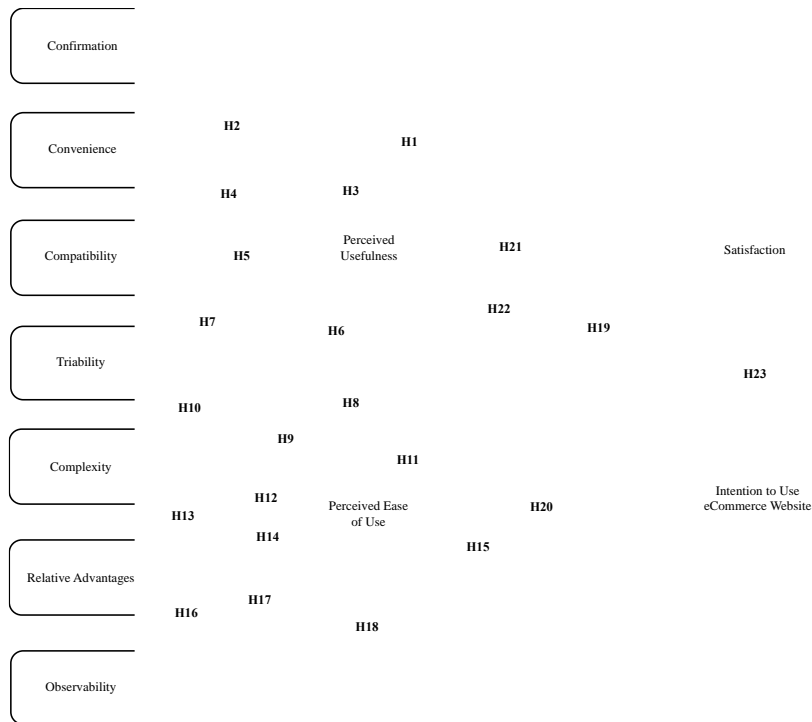 Confirmation
H2
H1
Convenience
H4
H3
Perceived
Usefulness
H21
Satisfaction
Compatibility
H5
H7
H6
H22
H19
Triability
H23
H10
H8
H9
H11
Complexity
H12
H13
Perceived Ease
of Use
H20
Intention to Use
eCommerce Website
H14
H15
Relative Advantages
H17
H16
H18
Observability